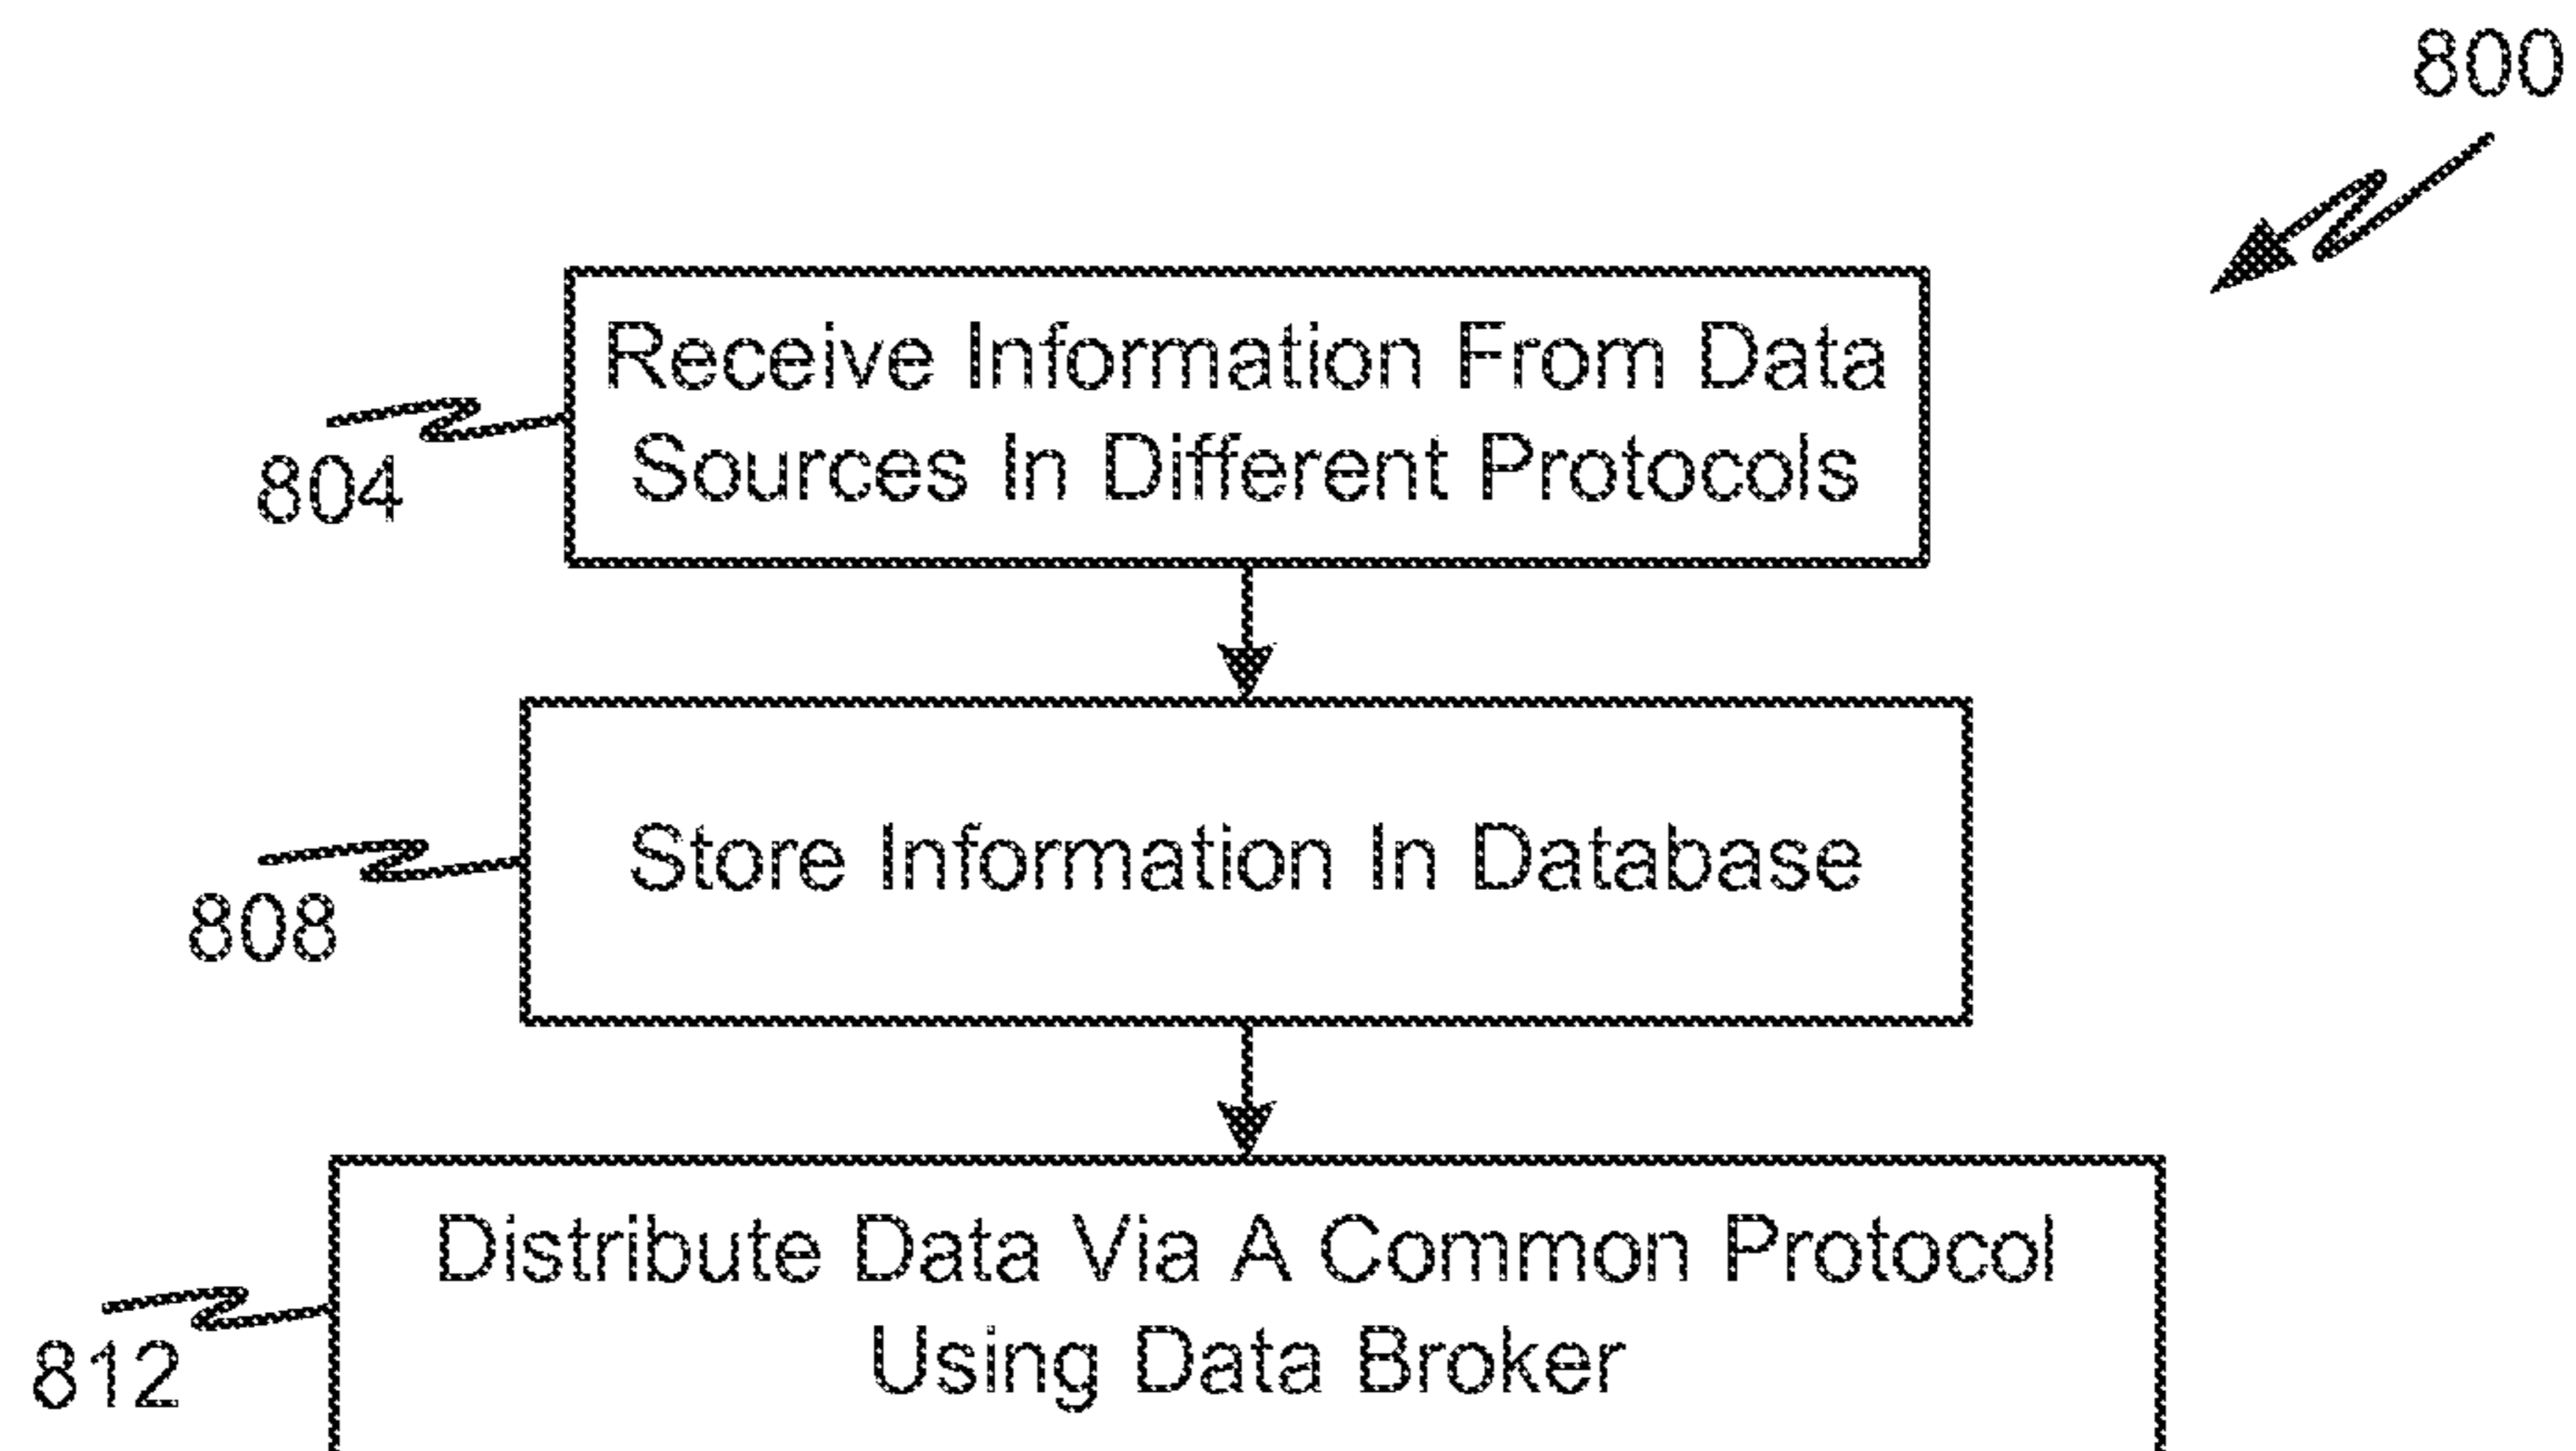 800
Receive Information From Data
Sources In Different Protocols
804
Store Information In Database
808
Distribute Data Via A Common Protocol
Using Data Broker
812